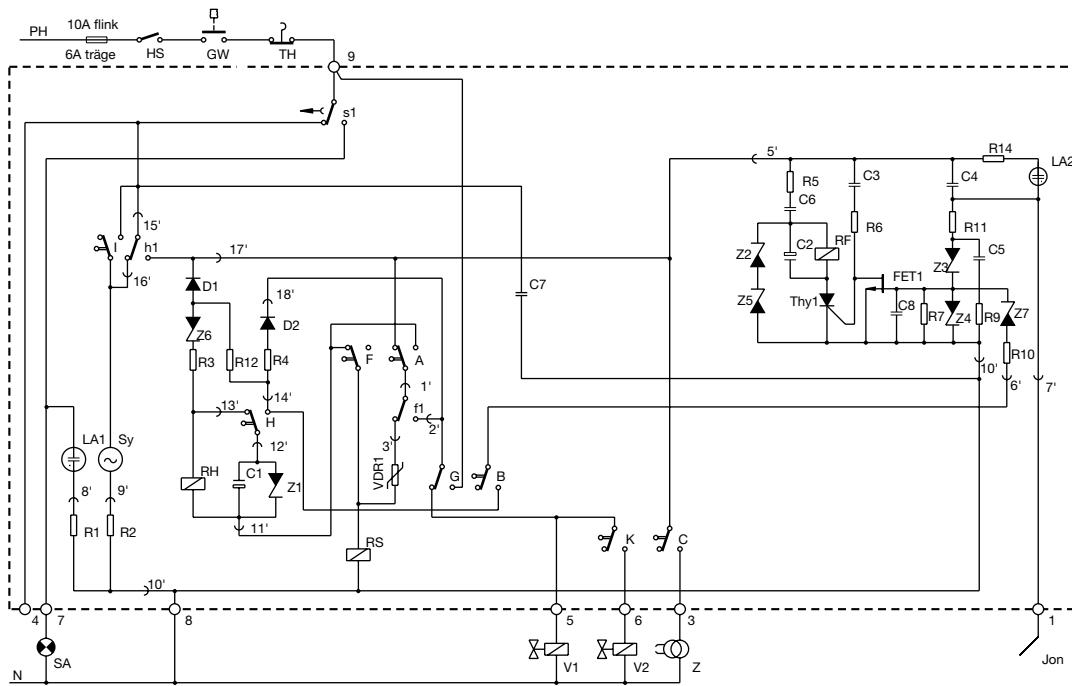 10A flink
PH
6A träge
HS
GW
TH
9
s1
5'
R14
LA2
C3
C4
R5
C6
R6
R11
15'
I
h1
17'
16'
Z2
C2
RF
C5
Z3
FET1
D1
18'
C7
Z5
Thy1
C8
R7
Z4
R9
Z7
Z6
D2
R3
R12
R4
F
A
R10
10'
6'
7'
1'
14'
13'
H
f1
2'
12'
3'
LA1
Sy
RH
C1
Z1
VDR1
G
B
8'
9'
R1
R2
11'
RS
K
C
10'
4
7
8
5
6
3
1
SA
V1
V2
Z
Jon
N